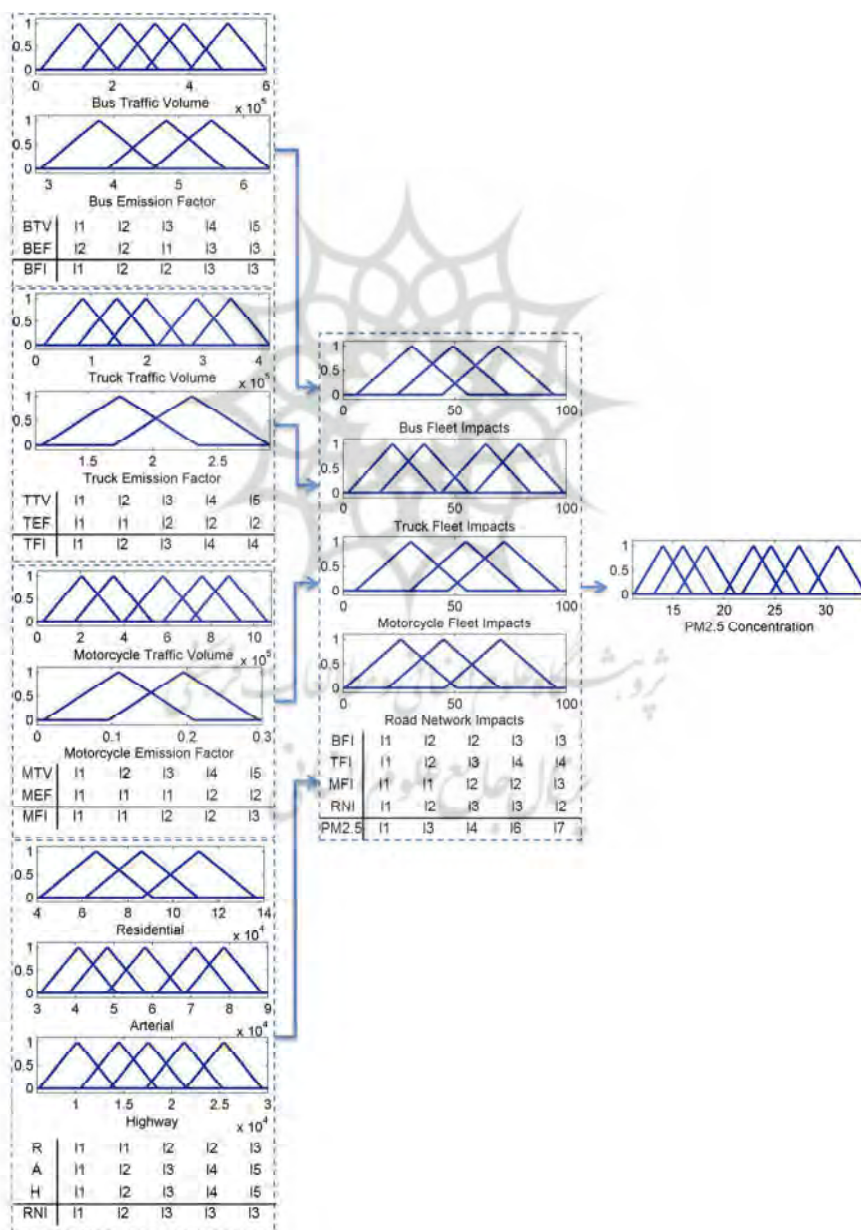 1
0.5
0
0 2 4 6
x 10^5
Bus Traffic Volume
1
0.5
0
3 4 5 6
Bus Emission Factor
BTV I1 I2 I3 I4 I5
BEF I2 I2 I1 I3 I3
BFI I1 I2 I2 I3 I3
1
0.5
0
0 1 2 3 4
x 10^5
Truck Traffic Volume
1
0.5
0
1.5 2 2.5
Truck Emission Factor
TTV I1 I2 I3 I4 I5
TEF I1 I1 I2 I2 I2
TFI I1 I2 I3 I4 I4
1
0.5
0
0 2 4 6 8 10
x 10^5
Motorcycle Traffic Volume
1
0.5
0
0 0.1 0.2 0.3
Motorcycle Emission Factor
MTV I1 I2 I3 I4 I5
MEF I1 I1 I1 I2 I2
MFI I1 I1 I2 I2 I3
1
0.5
0
4 6 8 10 12 14
x 10^4
Residential
1
0.5
0
3 4 5 6 7 8 9
x 10^4
Arterial
1
0.5
0
1 1.5 2 2.5 3
x 10^4
Highway
R I1 I1 I2 I2 I3
A I1 I2 I3 I4 I5
H I1 I2 I3 I4 I5
RNI I1 I2 I3 I3 I3
1
0.5
0
0 50 100
Bus Fleet Impacts
1
0.5
0
0 50 100
Truck Fleet Impacts
1
0.5
0
0 50 100
Motorcycle Fleet Impacts
1
0.5
0
0 50 100
Road Network Impacts
BFI I1 I2 I2 I3 I3
TFI I1 I2 I3 I4 I4
MFI I1 I1 I2 I2 I3
RNI I1 I2 I3 I3 I2
PM2.5 I1 I3 I4 I6 I7
1
0.5
0
15 20 25 30
PM2.5 Concentration
پژوهشگاه علوم انسانی و مطالعات فرهنگی
پرتال جامع علوم انسانی